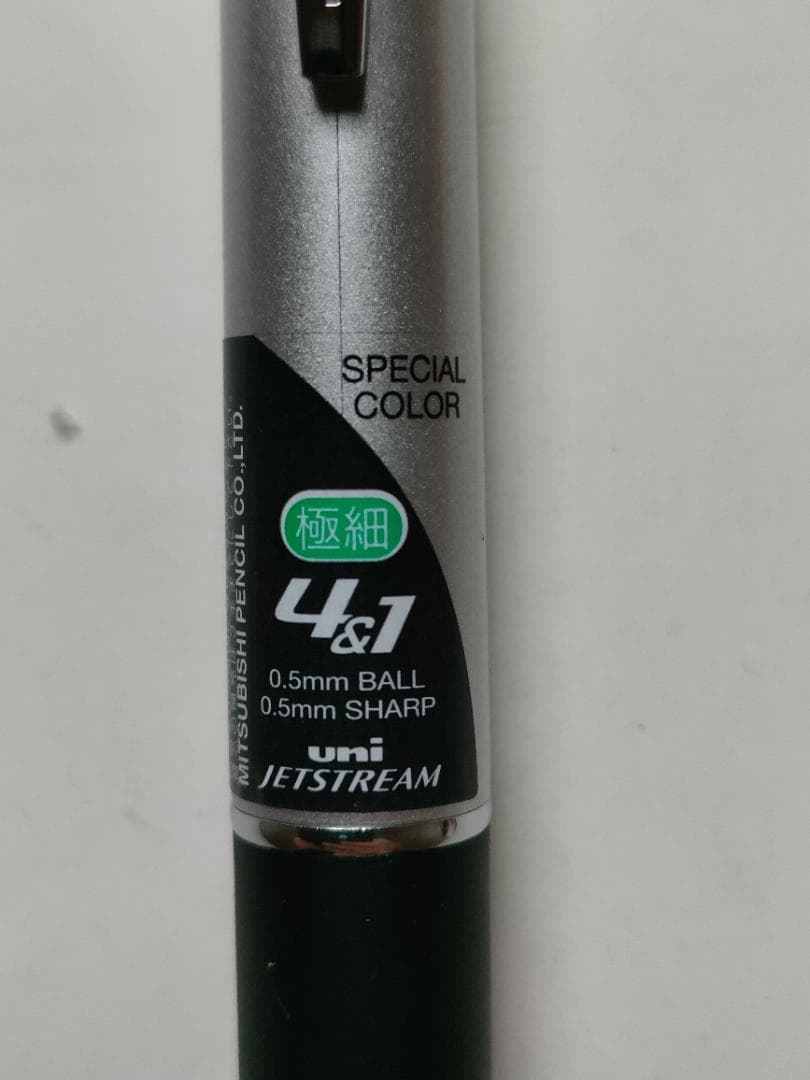 SPECIAL
COLOR
極細
4&1
0.5mm BALL
0.5mm SHARP
uni
JETSTREAM
MITSUBISHI PENCIL CO.,LTD.